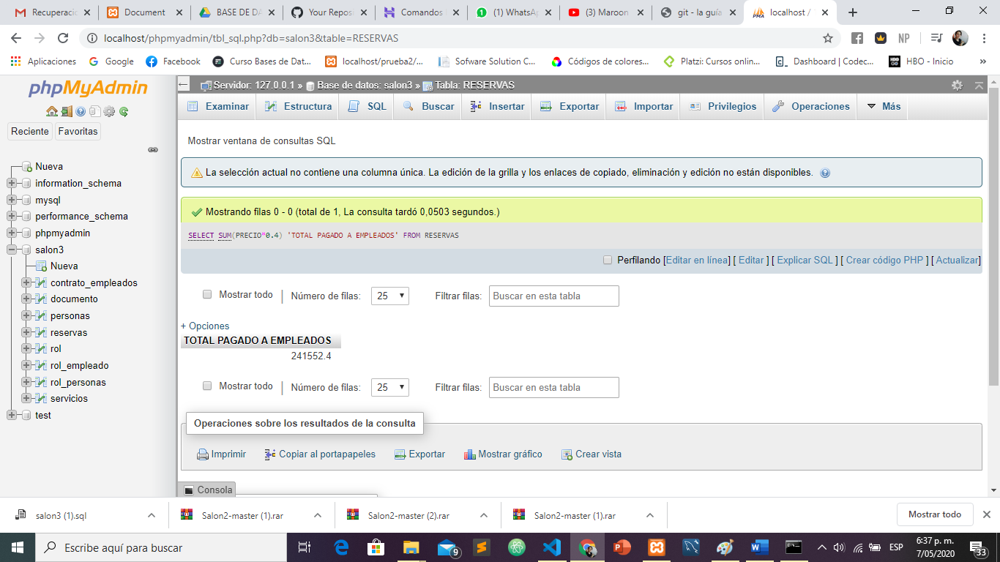 Recuperació
Document
BASE DE DA
Your Repos
Comandos
(1) WhatsAp
(3) Maroon
git - la guía
localhost /
localhost/phpmyadmin/tbl_sql.php?db=salon3&table=RESERVAS
NP
Aplicaciones
Google
Facebook
Curso Bases de Dat...
localhost/prueba2/...
Sofware Solution C...
Códigos de colores...
Platzi: Cursos onlin...
Dashboard | Codec...
HBO - Inicio
»
phpMyAdmin
Reciente
Favoritas
Nueva
information_schema
mysql
performance_schema
phpmyadmin
salon3
Nueva
contrato_empleados
documento
personas
reservas
rol
rol_empleado
rol_personas
servicios
test
Servidor: 127.0.0.1 » Base de datos: salon3 » Tabla: RESERVAS
Examinar
Estructura
SQL
Buscar
Insertar
Exportar
Importar
Privilegios
Operaciones
Más
Mostrar ventana de consultas SQL
La selección actual no contiene una columna única. La edición de la grilla y los enlaces de copiado, eliminación y edición no están disponibles.
Mostrando filas 0 - 0 (total de 1, La consulta tardó 0,0503 segundos.)
SELECT SUM(PRECIO*0.4) 'TOTAL PAGADO A EMPLEADOS' FROM RESERVAS
Perfilando [Editar en línea] [ Editar ] [ Explicar SQL ] [ Crear código PHP ] [ Actualizar]
Mostrar todo | Número de filas: 25 Filtrar filas: Buscar en esta tabla
+ Opciones
TOTAL PAGADO A EMPLEADOS
241552.4
Mostrar todo | Número de filas: 25 Filtrar filas: Buscar en esta tabla
Operaciones sobre los resultados de la consulta
Imprimir
Copiar al portapapeles
Exportar
Mostrar gráfico
Crear vista
Consola
salon3 (1).sql
Salon2-master (1).rar
Salon2-master (2).rar
Salon2-master (1).rar
Mostrar todo
Escribe aquí para buscar
9
ESP
6:37 p. m.
7/05/2020
33